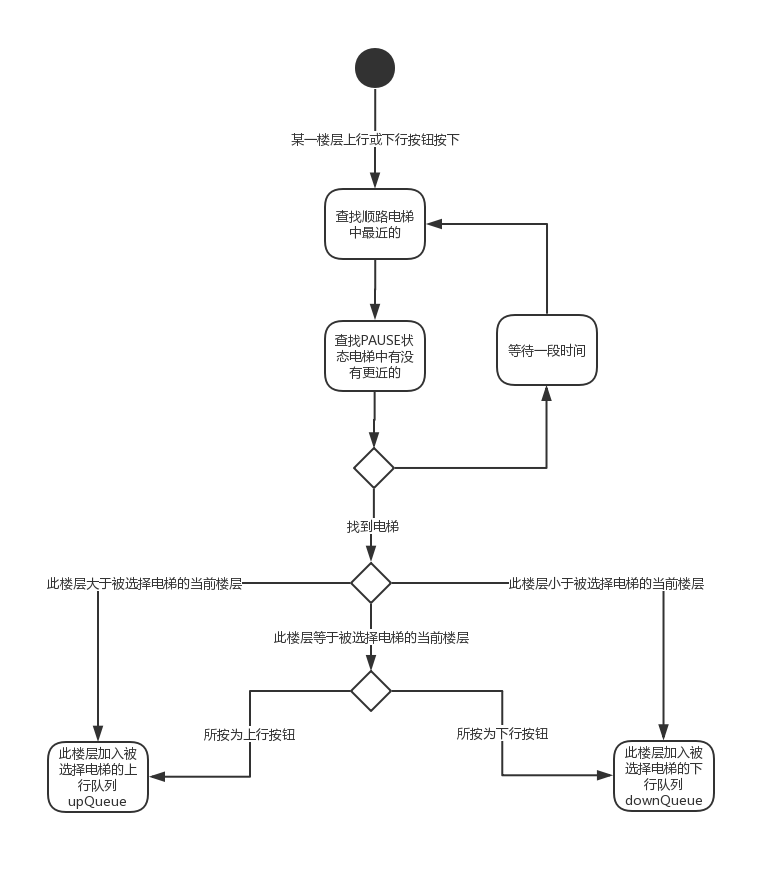 某一楼层上行或下行按钮按下
查找顺路电梯
中最近的
查找PAUSE状
态电梯中有没
有更近的
等待一段时间
找到电梯
此楼层大于被选择电梯的当前楼层
此楼层小于被选择电梯的当前楼层
此楼层等于被选择电梯的当前楼层
所按为上行按钮
所按为下行按钮
此楼层加入被
选择电梯的上
行队列
upQueue
此楼层加入被
选择电梯的下
行队列
downQueue